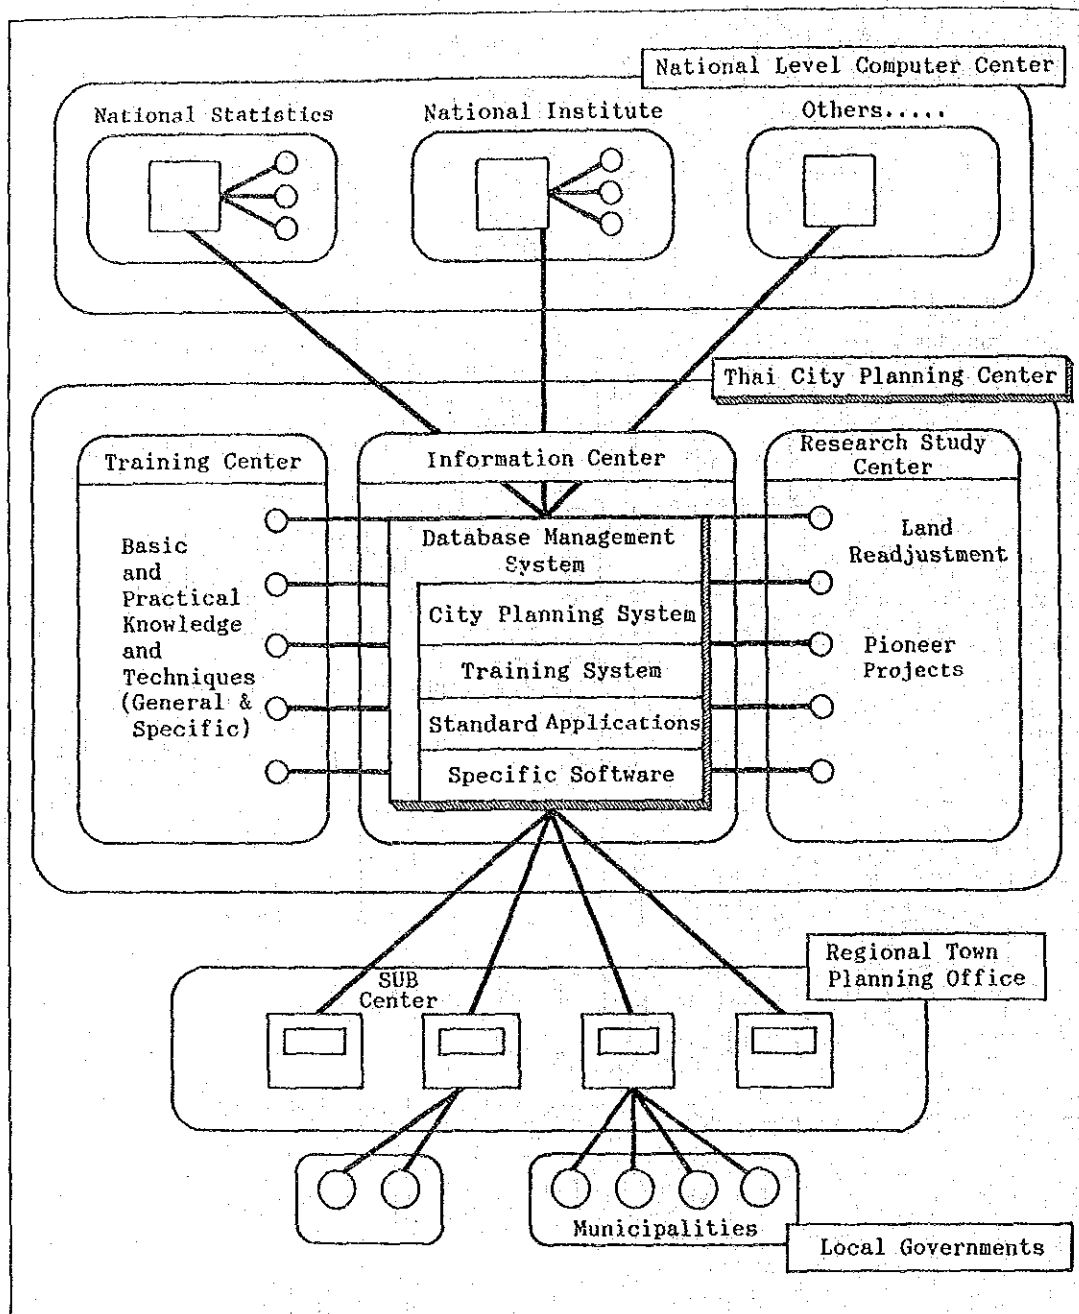 National Level Computer Center
National Statistics
National Institute
Others.....
Thai City Planning Center
Training Center
Information Center
Research Study
Center
Basic
and
Practical
Knowledge
and
Techniques
(General &
Specific)
Database Management
System
City Planning System
Training System
Standard Applications
Specific Software
Land
Readjustment
Pioneer
Projects
Regional Town
Planning Office
SUB
Center
Municipalities
Local Governments